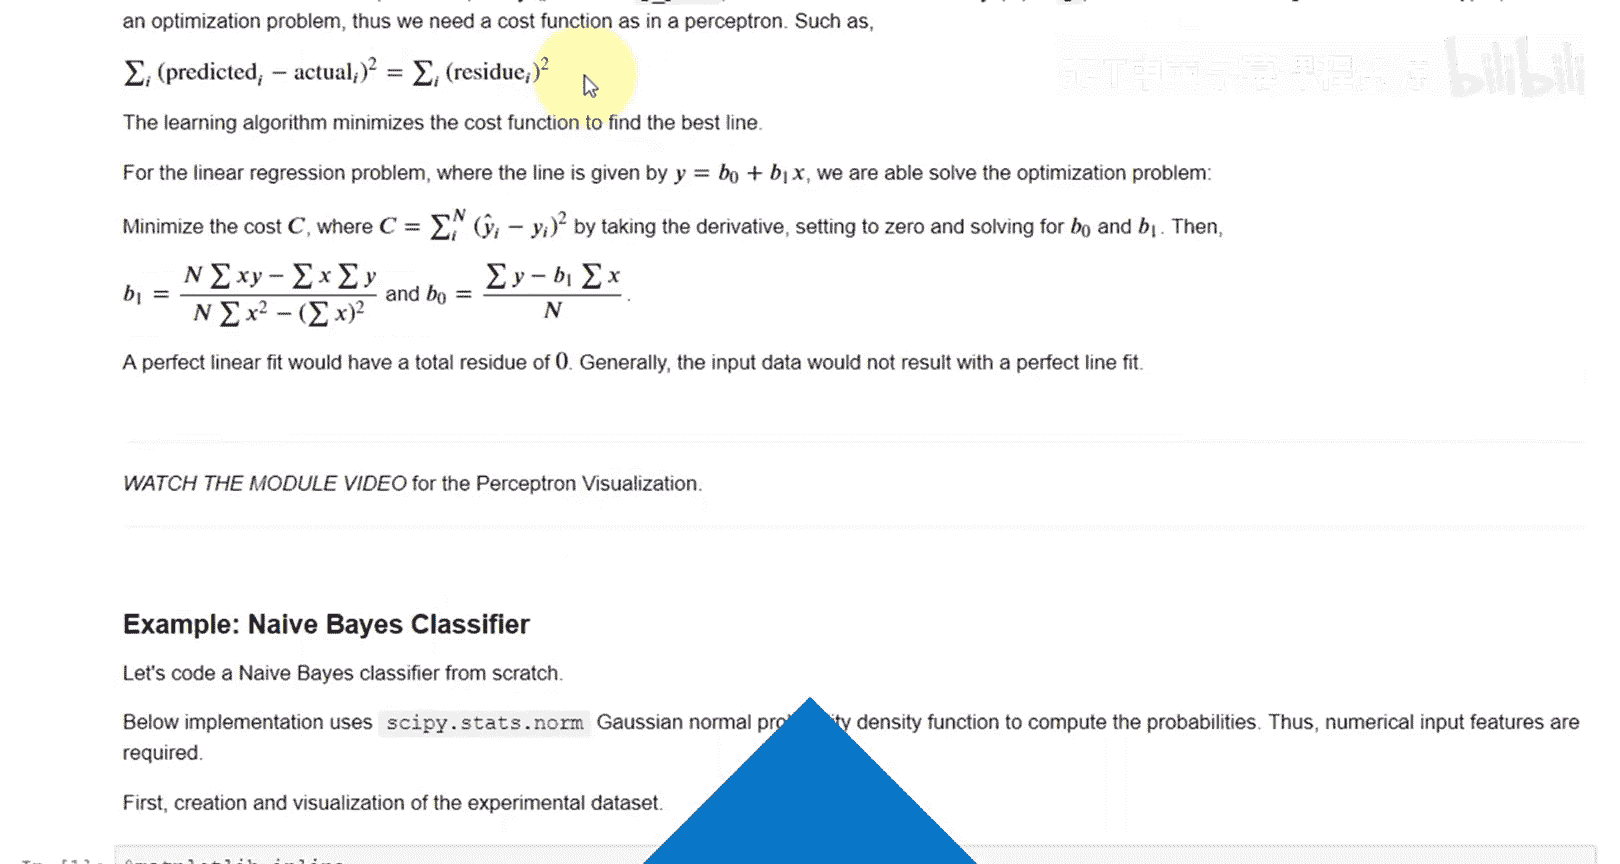 an optimization problem, thus we need a cost function as in a perceptron. Such as,
∑ᵢ (predictedᵢ − actualᵢ)² = ∑ᵢ (residueᵢ)²
The learning algorithm minimizes the cost function to find the best line.
For the linear regression problem, where the line is given by y = b₀ + b₁x, we are able solve the optimization problem:
Minimize the cost C, where C = ∑ᵢᴺ (ŷᵢ − yᵢ)² by taking the derivative, setting to zero and solving for b₀ and b₁. Then,
b₁ = (N ∑ xy − ∑ x ∑ y) / (N ∑ x² − (∑ x)²) and b₀ = (∑ y − b₁ ∑ x) / N .
A perfect linear fit would have a total residue of 0. Generally, the input data would not result with a perfect line fit.
WATCH THE MODULE VIDEO for the Perceptron Visualization.
Example: Naive Bayes Classifier
Let's code a Naive Bayes classifier from scratch.
Below implementation uses scipy.stats.norm Gaussian normal density function to compute the probabilities. Thus, numerical input features are
required.
First, creation and visualization of the experimental dataset.
bilibili